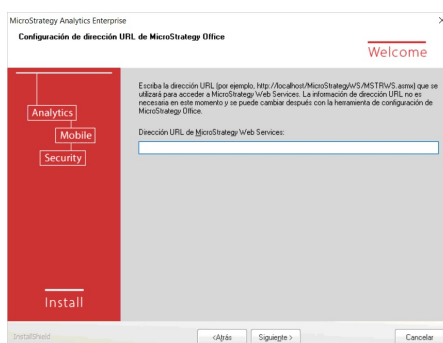 MicroStrategy Analytics Enterprise
Configuración de dirección URL de MicroStrategy Office
Welcome
Analytics
Mobile
Security
Escriba la dirección URL (por ejemplo, http://localhost/MicroStrategyWS/MSTRWS.asmx) que se
utilizará para acceder a MicroStrategy Web Services. La información de dirección URL no es
necesaria en este momento y se puede cambiar después con la herramienta de configuración de
MicroStrategy Office.
Dirección URL de MicroStrategy Web Services:
Install
InstallShield
<Atrás
Siguiente >
Cancelar